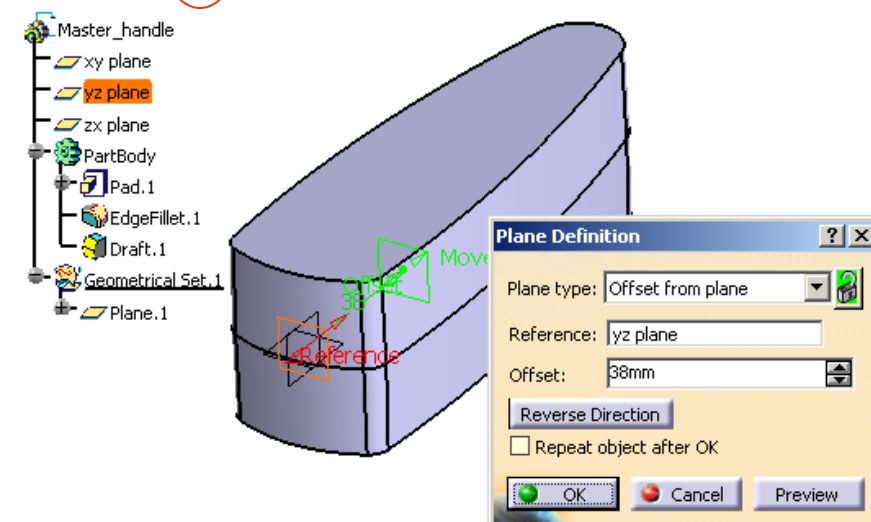 Master_handle
xy plane
yz plane
zx plane
PartBody
Pad.1
EdgeFillet.1
Draft.1
Geometrical Set.1
Plane.1
Move
Offset
38
Reference
Plane Definition
Plane type: Offset from plane
Reference: yz plane
Offset: 38mm
Reverse Direction
Repeat object after OK
OK Cancel Preview